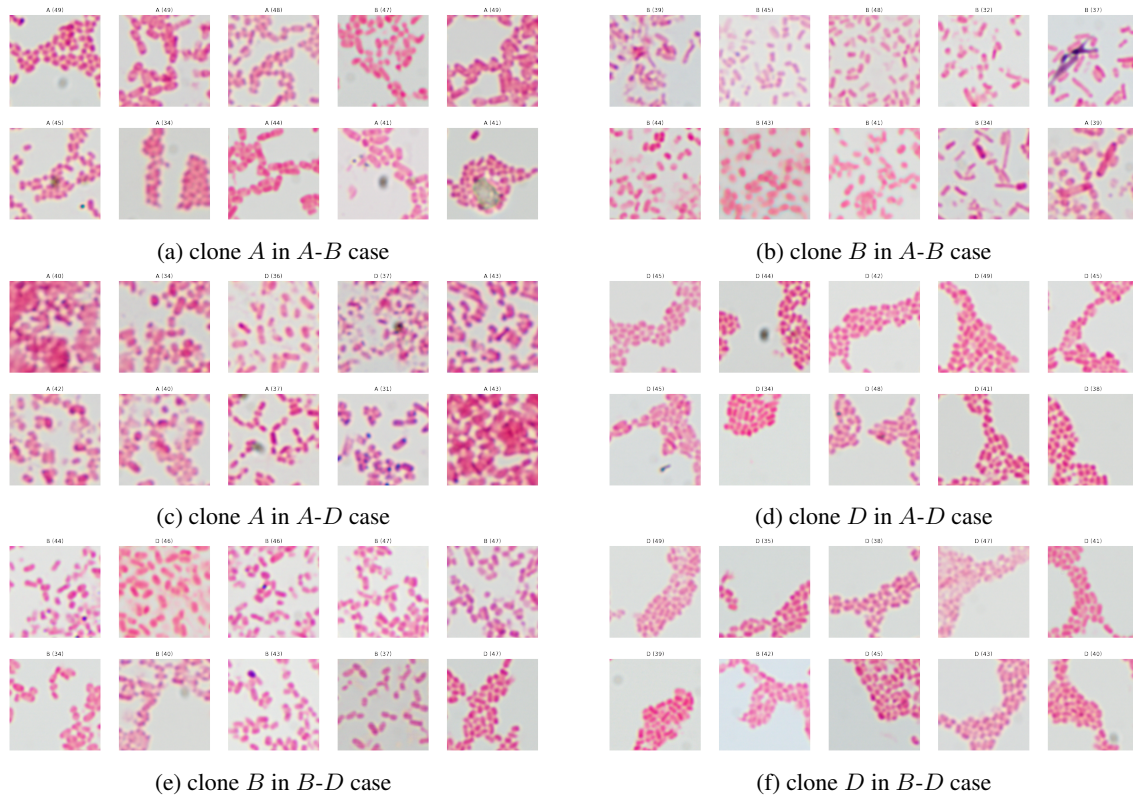 A (49) A (49) A (48) B (47) A (49)
A (45) A (34) A (44) A (41) A (41)
(a) clone A in A-B case
B (39) B (45) B (48) B (32) B (37)
B (44) B (43) B (41) B (34) A (39)
(b) clone B in A-B case
A (40) A (34) D (36) D (37) A (43)
A (42) A (40) A (37) A (31) A (43)
(c) clone A in A-D case
D (45) D (44) D (42) D (49) D (45)
D (45) D (34) D (48) D (41) D (38)
(d) clone D in A-D case
B (44) D (46) B (46) B (47) B (47)
B (34) B (40) B (43) B (37) D (47)
(e) clone B in B-D case
D (49) D (35) D (38) D (47) D (41)
D (39) B (42) D (45) D (43) D (40)
(f) clone D in B-D case